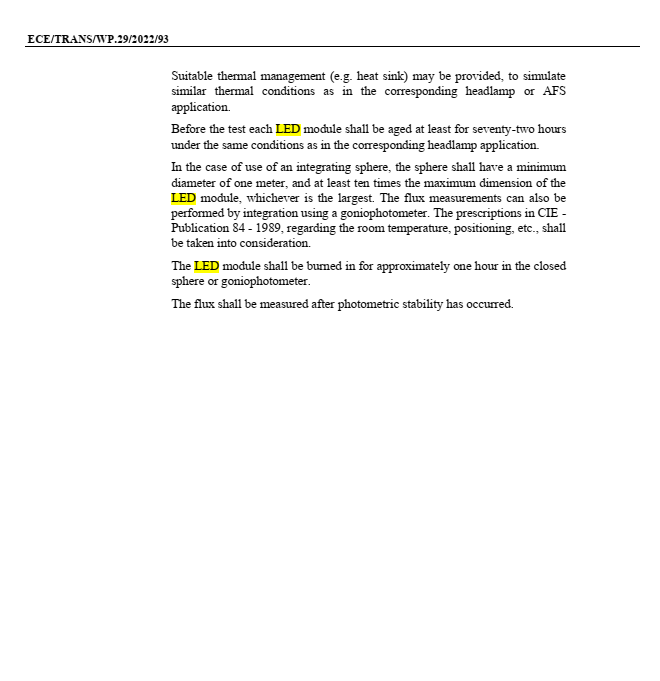 ECE/TRANS/WP.29/2022/93
Suitable thermal management (e.g. heat sink) may be provided, to simulate
similar thermal conditions as in the corresponding headlamp or AFS
application.
Before the test each LED module shall be aged at least for seventy-two hours
under the same conditions as in the corresponding headlamp application.
In the case of use of an integrating sphere, the sphere shall have a minimum
diameter of one meter, and at least ten times the maximum dimension of the
LED module, whichever is the largest. The flux measurements can also be
performed by integration using a goniophotometer. The prescriptions in CIE -
Publication 84 - 1989, regarding the room temperature, positioning, etc., shall
be taken into consideration.
The LED module shall be burned in for approximately one hour in the closed
sphere or goniophotometer.
The flux shall be measured after photometric stability has occurred.